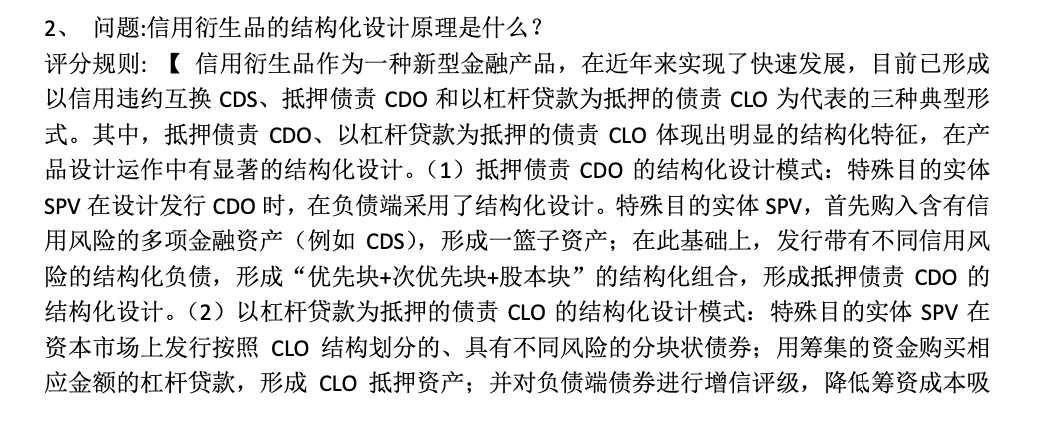 2、 问题:信用衍生品的结构化设计原理是什么？
评分规则: 【 信用衍生品作为一种新型金融产品，在近年来实现了快速发展，目前已形成
以信用违约互换 CDS、抵押债责 CDO 和以杠杆贷款为抵押的债责 CLO 为代表的三种典型形
式。其中，抵押债责 CDO、以杠杆贷款为抵押的债责 CLO 体现出明显的结构化特征，在产
品设计运作中有显著的结构化设计。（1）抵押债责 CDO 的结构化设计模式：特殊目的实体
SPV 在设计发行 CDO 时，在负债端采用了结构化设计。特殊目的实体 SPV，首先购入含有信
用风险的多项金融资产（例如 CDS），形成一篮子资产；在此基础上，发行带有不同信用风
险的结构化负债，形成“优先块+次优先块+股本块”的结构化组合，形成抵押债责 CDO 的
结构化设计。（2）以杠杆贷款为抵押的债责 CLO 的结构化设计模式：特殊目的实体 SPV 在
资本市场上发行按照 CLO 结构划分的、具有不同风险的分块状债券；用筹集的资金购买相
应金额的杠杆贷款，形成 CLO 抵押资产；并对负债端债券进行增信评级，降低筹资成本吸